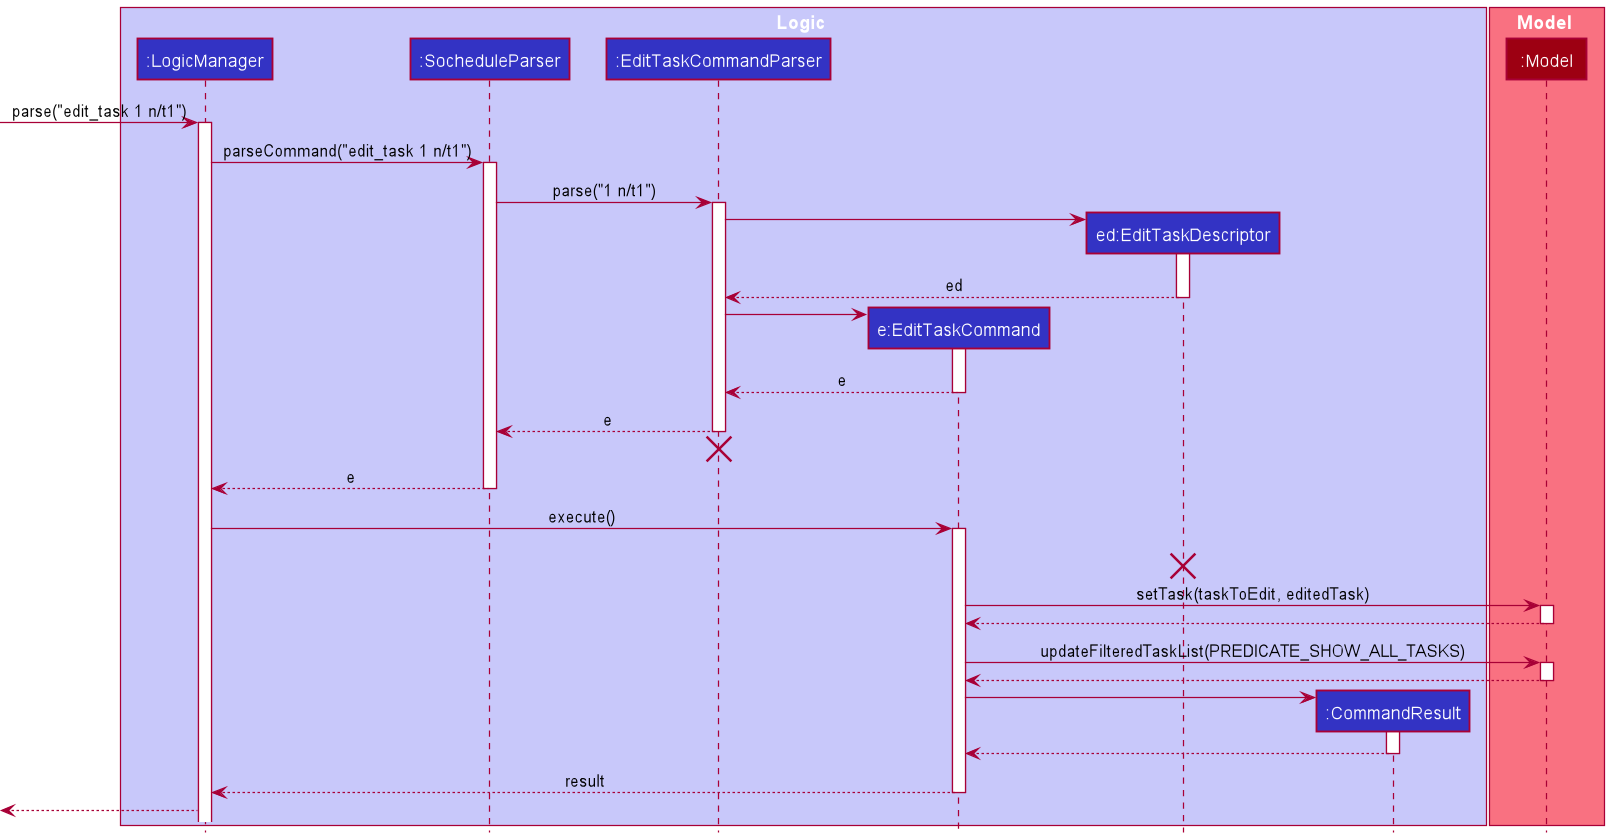 Logic
Model
:LogicManager
:SocheduleParser
:EditTaskCommandParser
:Model
parse("edit_task 1 n/t1")
parseCommand("edit_task 1 n/t1")
parse("1 n/t1")
ed:EditTaskDescriptor
ed
e:EditTaskCommand
e
e
e
execute()
setTask(taskToEdit, editedTask)
updateFilteredTaskList(PREDICATE_SHOW_ALL_TASKS)
:CommandResult
result